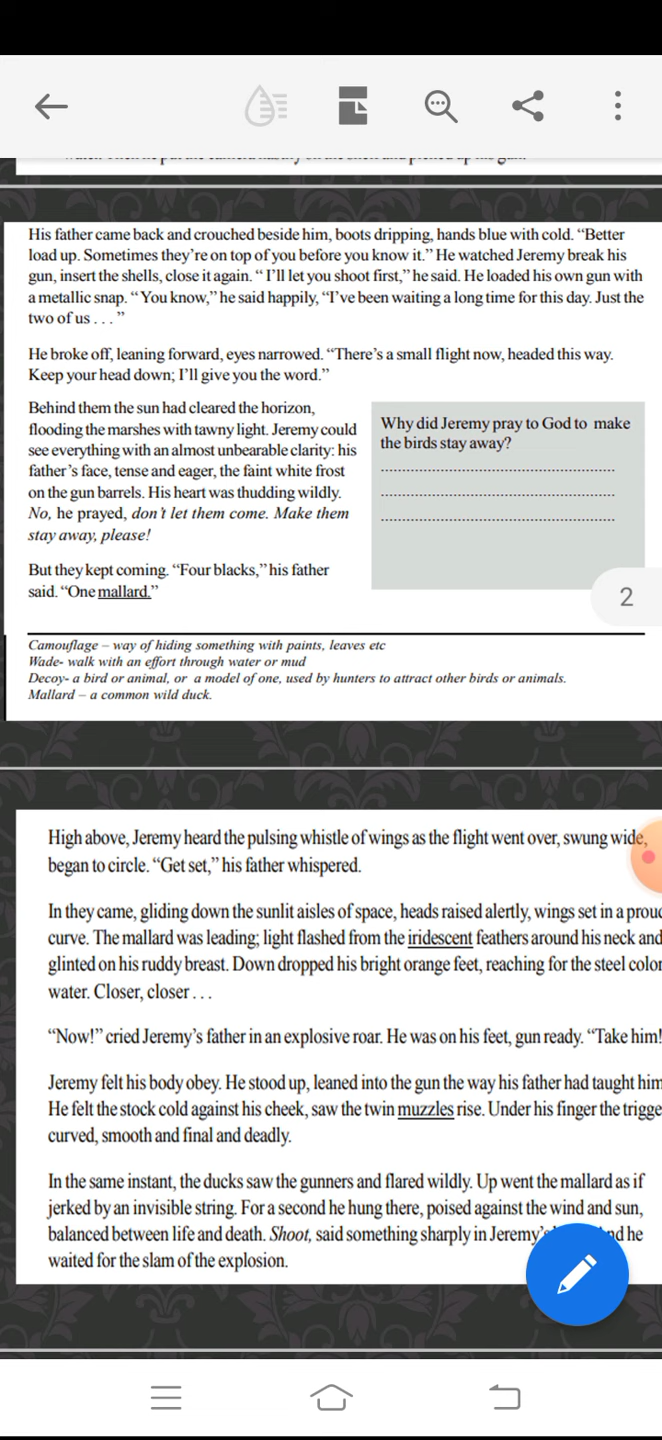 His father came back and crouched beside him, boots dripping, hands blue with cold. “Better
load up. Sometimes they’re on top of you before you know it.” He watched Jeremy break his
gun, insert the shells, close it again. “ I’ll let you shoot first,” he said. He loaded his own gun with
a metallic snap. “You know,” he said happily, “I’ve been waiting a long time for this day. Just the
two of us . . . ”
He broke off, leaning forward, eyes narrowed. “There’s a small flight now, headed this way.
Keep your head down; I’ll give you the word.”
Behind them the sun had cleared the horizon,
flooding the marshes with tawny light. Jeremy could
see everything with an almost unbearable clarity: his
father’s face, tense and eager, the faint white frost
on the gun barrels. His heart was thudding wildly.
No, he prayed, don’t let them come. Make them
stay away, please!
But they kept coming. “Four blacks,” his father
said. “One mallard.”
Why did Jeremy pray to God to make
the birds stay away?
2
Camouflage – way of hiding something with paints, leaves etc
Wade- walk with an effort through water or mud
Decoy- a bird or animal, or a model of one, used by hunters to attract other birds or animals.
Mallard – a common wild duck.
High above, Jeremy heard the pulsing whistle of wings as the flight went over, swung wide,
began to circle. “Get set,” his father whispered.
In they came, gliding down the sunlit aisles of space, heads raised alertly, wings set in a
curve. The mallard was leading; light flashed from the iridescent feathers around his neck and
glinted on his ruddy breast. Down dropped his bright orange feet, reaching for the steel
water. Closer, closer . . .
“Now!” cried Jeremy’s father in an explosive roar. He was on his feet, gun ready. “Take him!
Jeremy felt his body obey. He stood up, leaned into the gun the way his father had taught him
He felt the stock cold against his cheek, saw the twin muzzles rise. Under his finger the
curved, smooth and final and deadly.
In the same instant, the ducks saw the gunners and flared wildly. Up went the mallard as if
jerked by an invisible string. For a second he hung there, poised against the wind and sun,
balanced between life and death. Shoot, said something sharply in Jeremy’s he
waited for the slam of the explosion.